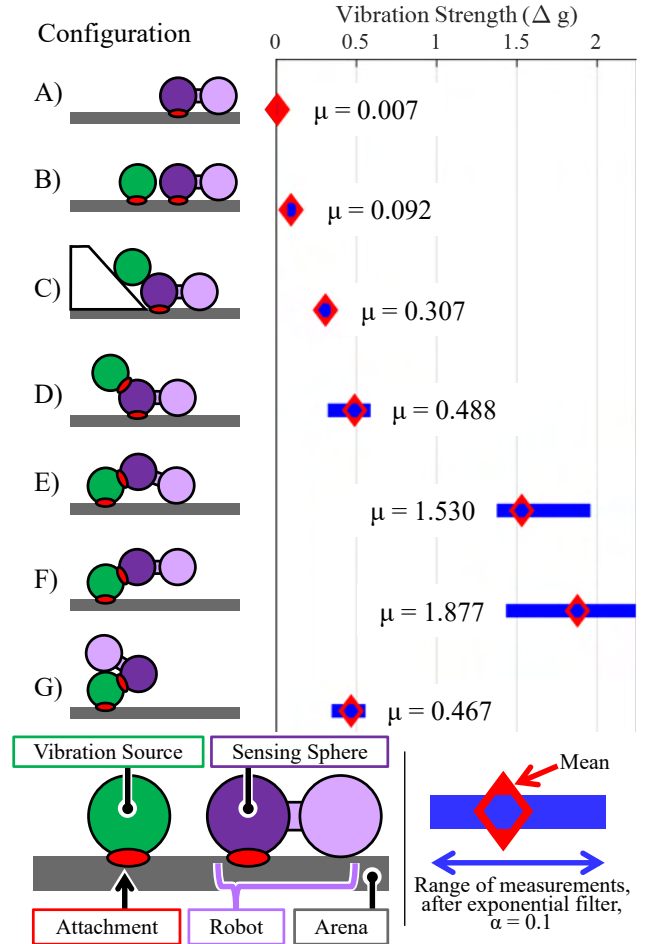 Vibration Strength (Δ g)
Configuration
0 0.5 1 1.5 2
A) μ = 0.007
B) μ = 0.092
C) μ = 0.307
D) μ = 0.488
E) μ = 1.530
F) μ = 1.877
G) μ = 0.467
Vibration Source Sensing Sphere
Mean
Range of measurements,
after exponential filter,
α = 0.1
Attachment Robot Arena